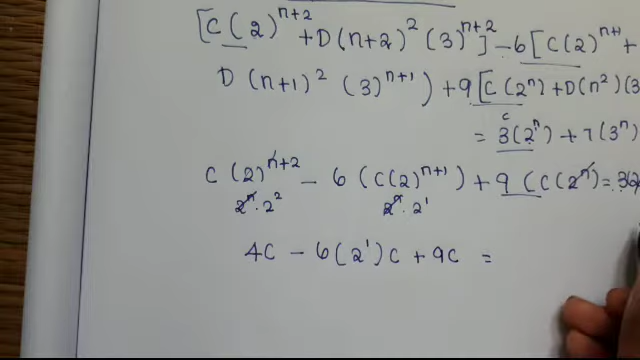 [C(2)^{n+2} + D(n+2)^2 (3)^{n+2}] - 6[C(2)^{n+1} +
D(n+1)^2 (3)^{n+1}) + 9[C(2^n) + D(n^2)(3
= 3(2^n) + 7(3^n)
C(2)^{n+2} - 6(C(2)^{n+1}) + 9(C(2^n) = 3(2
2^n . 2^2 2^n . 2^1
4C - 6(2^1)C + 9C =